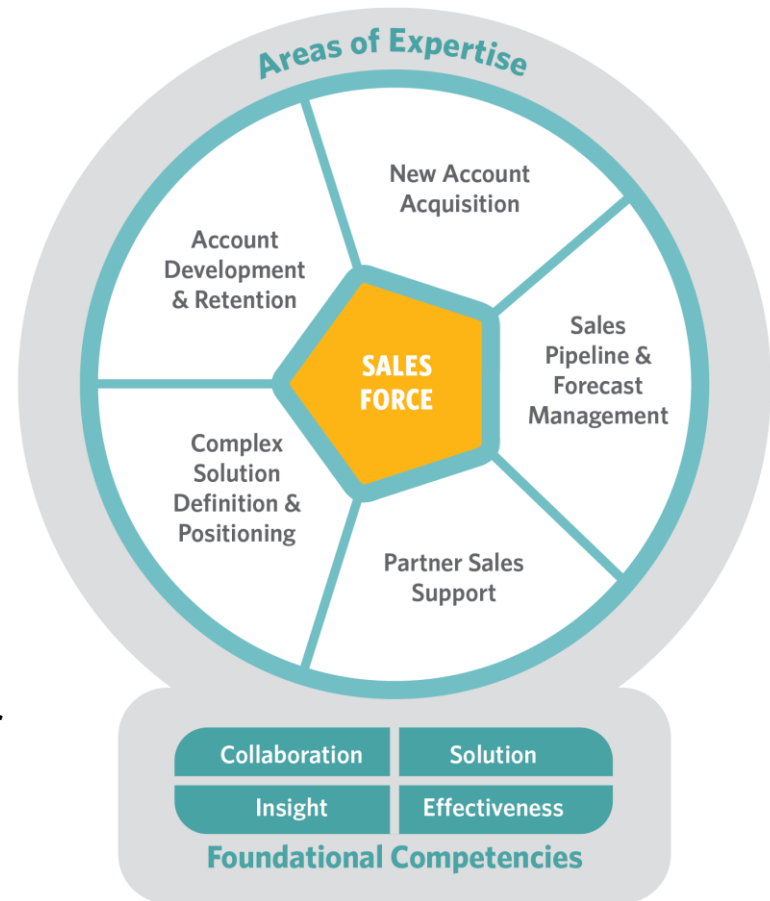 Areas of Expertise
New Account
Acquisition
Account
Development
& Retention
SALES
FORCE
Sales
Pipeline &
Forecast
Management
Complex
Solution
Definition &
Positioning
Partner Sales
Support
Collaboration
Solution
Insight
Effectiveness
Foundational Competencies